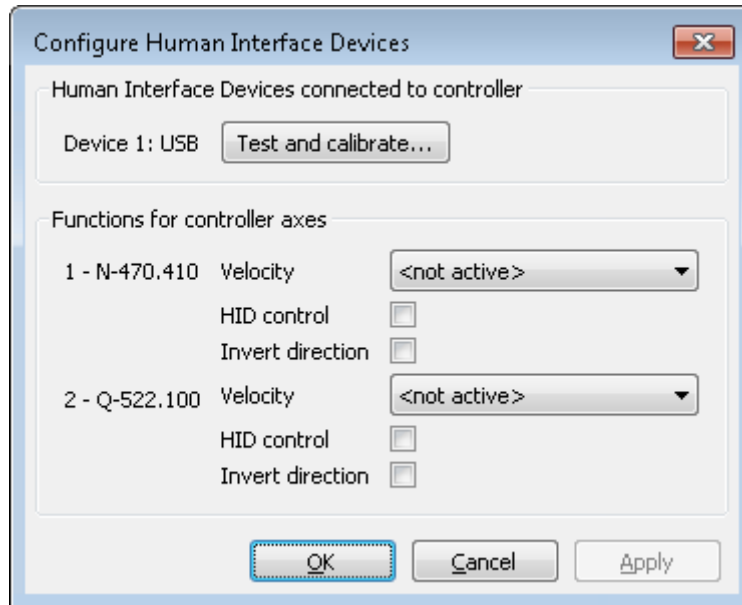 Configure Human Interface Devices
Human Interface Devices connected to controller
Device 1: USB Test and calibrate...
Functions for controller axes
1 - N-470.410 Velocity <not active>
HID control
Invert direction
2 - Q-522.100 Velocity <not active>
HID control
Invert direction
OK Cancel Apply